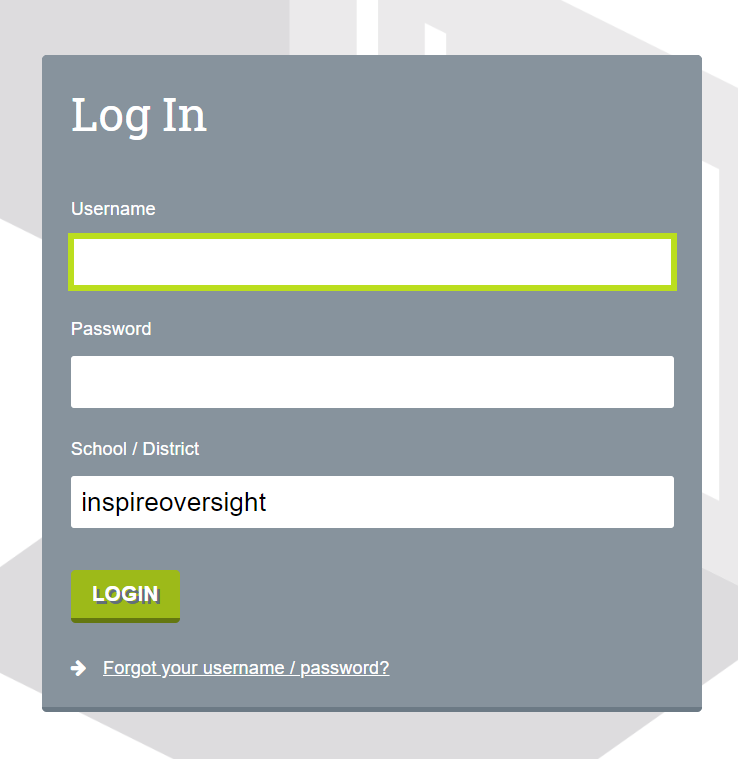 Log In
Username
Password
School / District
inspireoversight
LOGIN
Forgot your username / password?